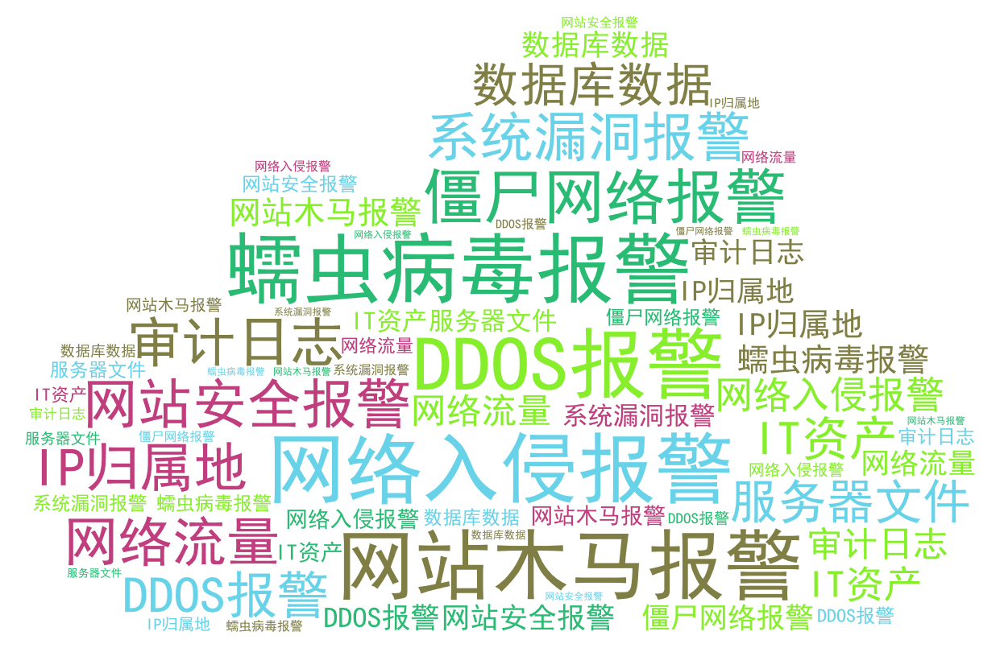 网站安全报警
数据库数据
数据库数据
IP归属地
系统漏洞报警
网络流量
网络入侵报警
网站安全报警
僵尸网络报警
网站木马报警
DDOS报警
网络入侵报警
僵尸网络报警
蠕虫病毒报警
蠕虫病毒报警
审计日志
IP归属地
网站木马报警
系统漏洞报警
IT资产
服务器文件
僵尸网络报警
IP归属地
审计日志
网络流量
DDOS报警
数据库数据
蠕虫病毒报警
服务器文件
蠕虫病毒报警
网站木马报警
系统漏洞报警
IT资产
网站安全报警
网络入侵报警
审计日志
网络流量
系统漏洞报警
IT资产
网站木马报警
服务器文件
僵尸网络报警
审计日志
IP归属地
网络入侵报警
网络入侵报警
网络流量
系统漏洞报警
蠕虫病毒报警
服务器文件
网络入侵报警
数据库数据
网站木马报警
DDOS报警
网络流量
IT资产
数据库数据
网站木马报警
审计日志
服务器文件
IT资产
DDOS报警
网站安全报警
DDOS报警
网站安全报警
僵尸网络报警
DDOS报警
IP归属地
蠕虫病毒报警